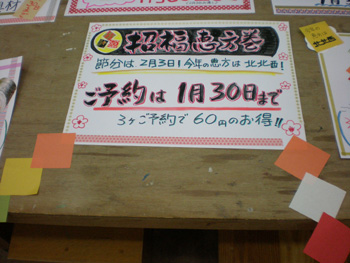 招福恵方巻
節分は2月3日!今年の恵方は北北西!
ご予約は1月30日まで
3ヶご予約で60円のお得!!